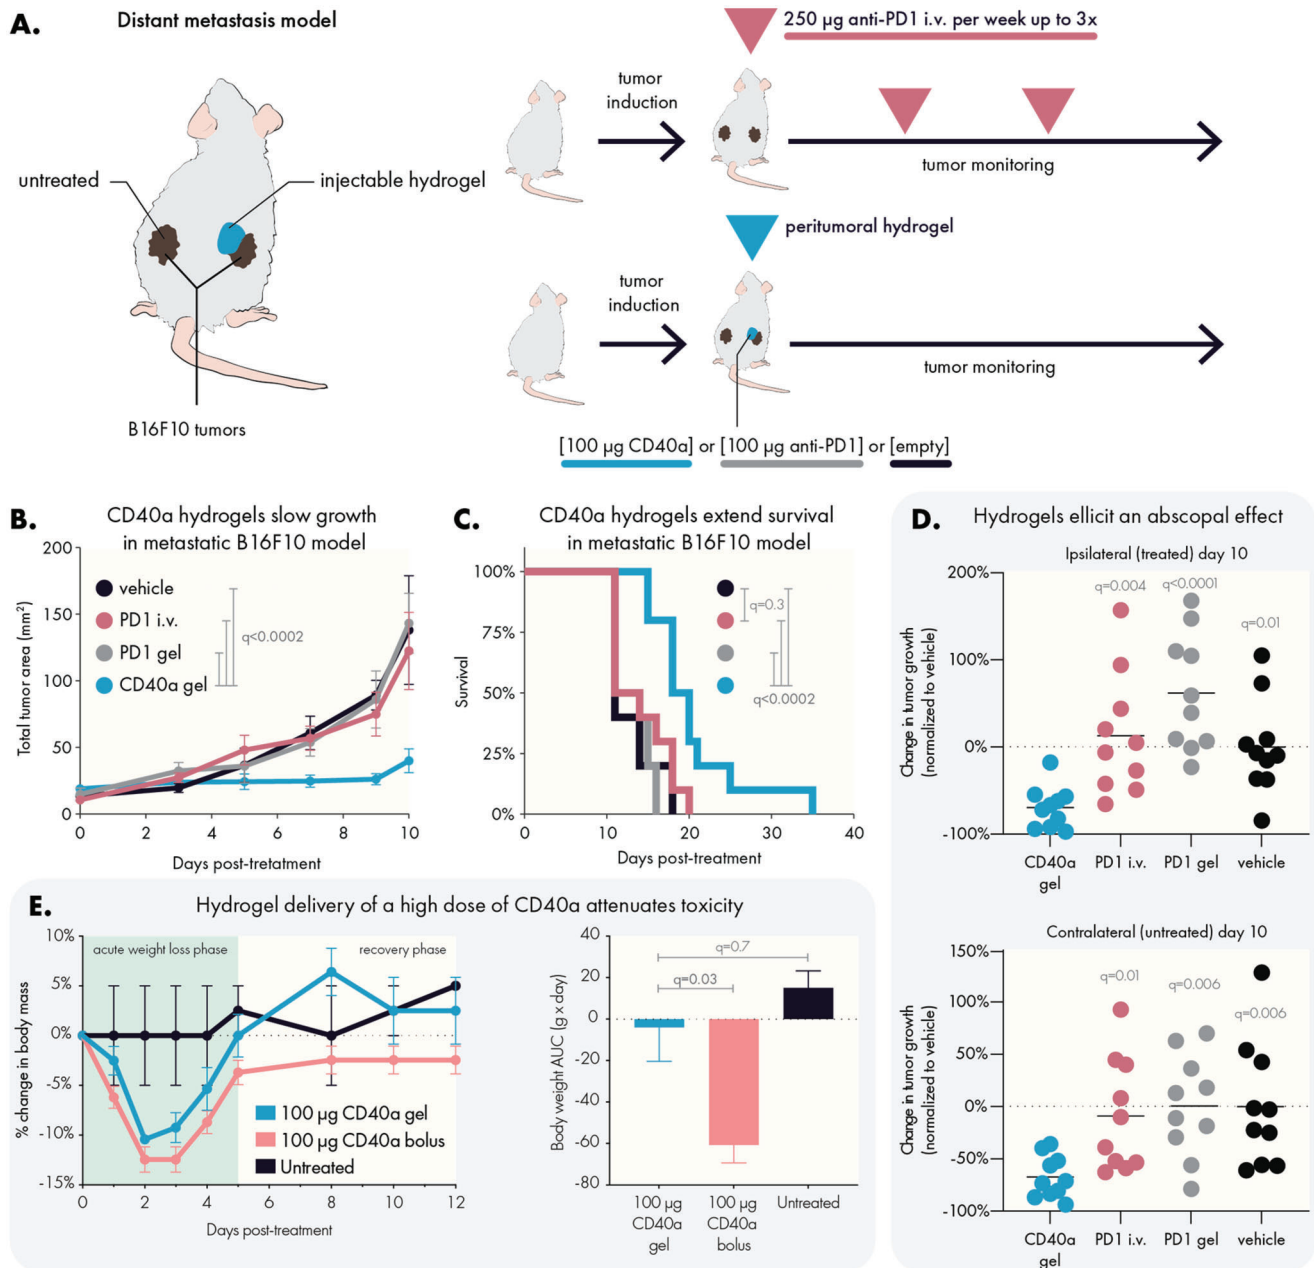 A.
Distant metastasis model
untreated
injectable hydrogel
B16F10 tumors
250 µg anti-PD1 i.v. per week up to 3x
tumor
induction
tumor monitoring
peritumoral hydrogel
tumor
induction
tumor monitoring
[100 µg CD40a] or [100 µg anti-PD1] or [empty]
B.
CD40a hydrogels slow growth
in metastatic B16F10 model
200
150
100
50
0
Total tumor area (mm²)
vehicle
PD1 i.v.
PD1 gel
CD40a gel
q<0.0002
0 2 4 6 8 10
Days post-tretatment
C.
CD40a hydrogels extend survival
in metastatic B16F10 model
100%
75%
50%
25%
0%
Survival
q=0.3
q<0.0002
0 10 20 30 40
Days post-treatment
D.
Hydrogels ellicit an abscopal effect
Ipsilateral (treated) day 10
200%
100%
0%
-100%
Change in tumor growth
(normalized to vehicle)
q=0.004
q<0.0001
q=0.01
CD40a
gel
PD1 i.v.
PD1 gel
vehicle
Contralateral (untreated) day 10
150%
100%
50%
0%
-50%
-100%
Change in tumor growth
(normalized to vehicle)
q=0.01
q=0.006
q=0.006
CD40a
gel
PD1 i.v.
PD1 gel
vehicle
E.
Hydrogel delivery of a high dose of CD40a attenuates toxicity
10%
5%
0%
-5%
-10%
-15%
% change in body mass
acute weight loss phase
recovery phase
100 µg CD40a gel
100 µg CD40a bolus
Untreated
0 2 4 6 8 10 12
Days post-treatment
40
20
0
-20
-40
-60
-80
Body weight AUC (g x day)
q=0.7
q=0.03
100 µg
CD40a
gel
100 µg
CD40a
bolus
Untreated